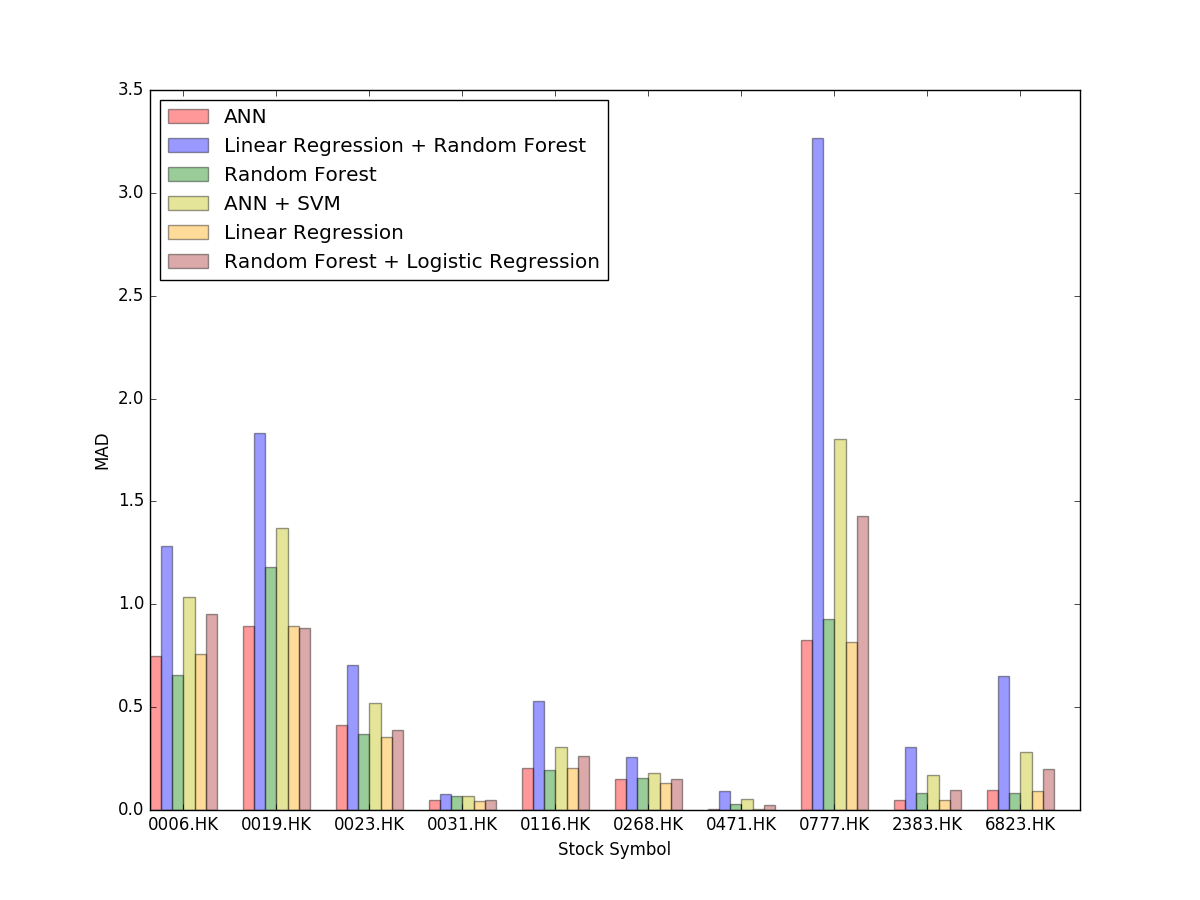 3.5
3.0
2.5
2.0
1.5
1.0
0.5
0.0
MAD
ANN
Linear Regression + Random Forest
Random Forest
ANN + SVM
Linear Regression
Random Forest + Logistic Regression
0006.HK 0019.HK 0023.HK 0031.HK 0116.HK 0268.HK 0471.HK 0777.HK 2383.HK 6823.HK
Stock Symbol